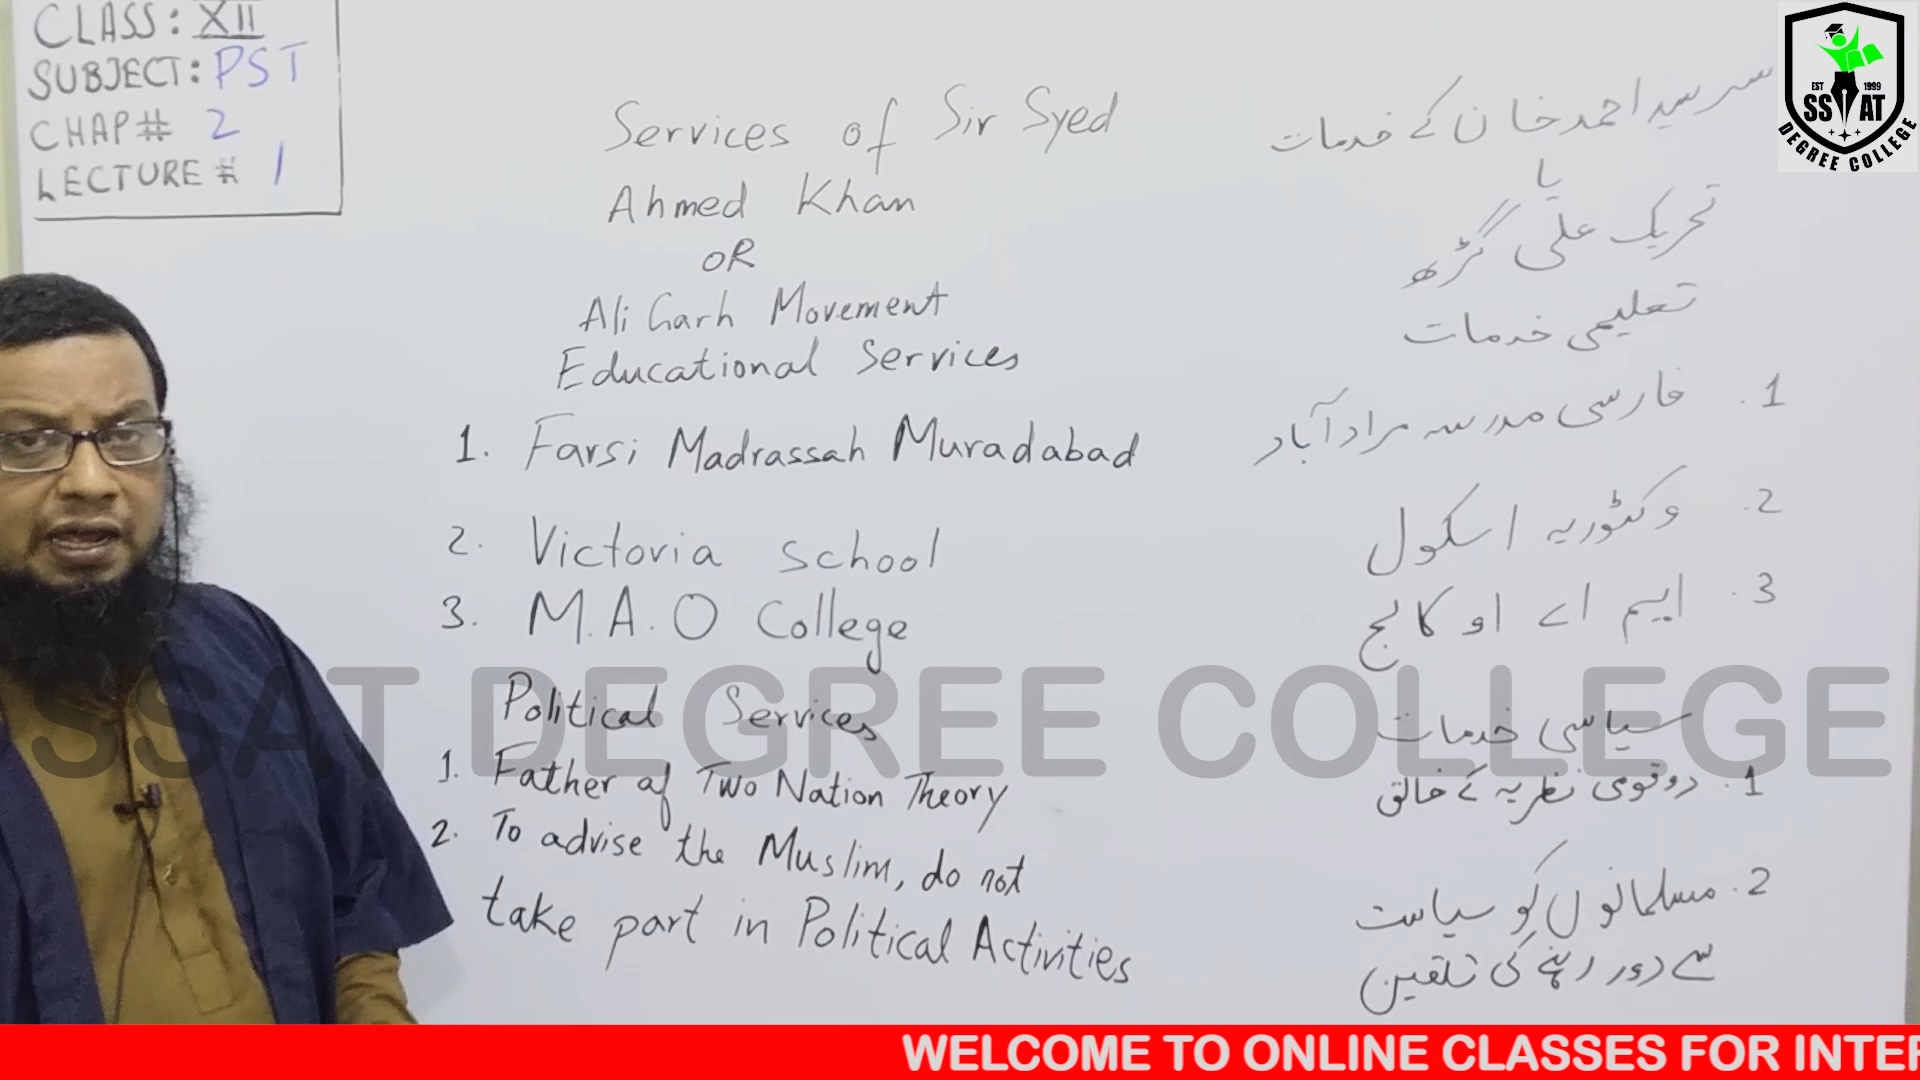 CLASS: XII
SUBJECT: PST
CHAP# 2
LECTURE # 1
Services of Sir Syed
Ahmed Khan
OR
Ali Garh Movement
Educational Services
1. Farsi Madrassah Muradabad
2. Victoria School
3. M.A.O College
Political Services
1. Father of Two Nation Theory
2. To advise the Muslim, do not
take part in Political Activities
سر سید احمد خان کے خدمات
یا
تحریک علی گڑھ
تعلیمی خدمات
1. فارسی مدرسہ مراد آباد
2. وکٹوریہ اسکول
3. ایم اے او کالج
سیاسی خدمات
1. دو قومی نظریہ کے خالق
2. مسلمانوں کو سیاست
سے دور رہنے کی تلقین
EST 1999
SSAT
DEGREE COLLEGE
SSAT DEGREE COLLEGE
WELCOME TO ONLINE CLASSES FOR INTER